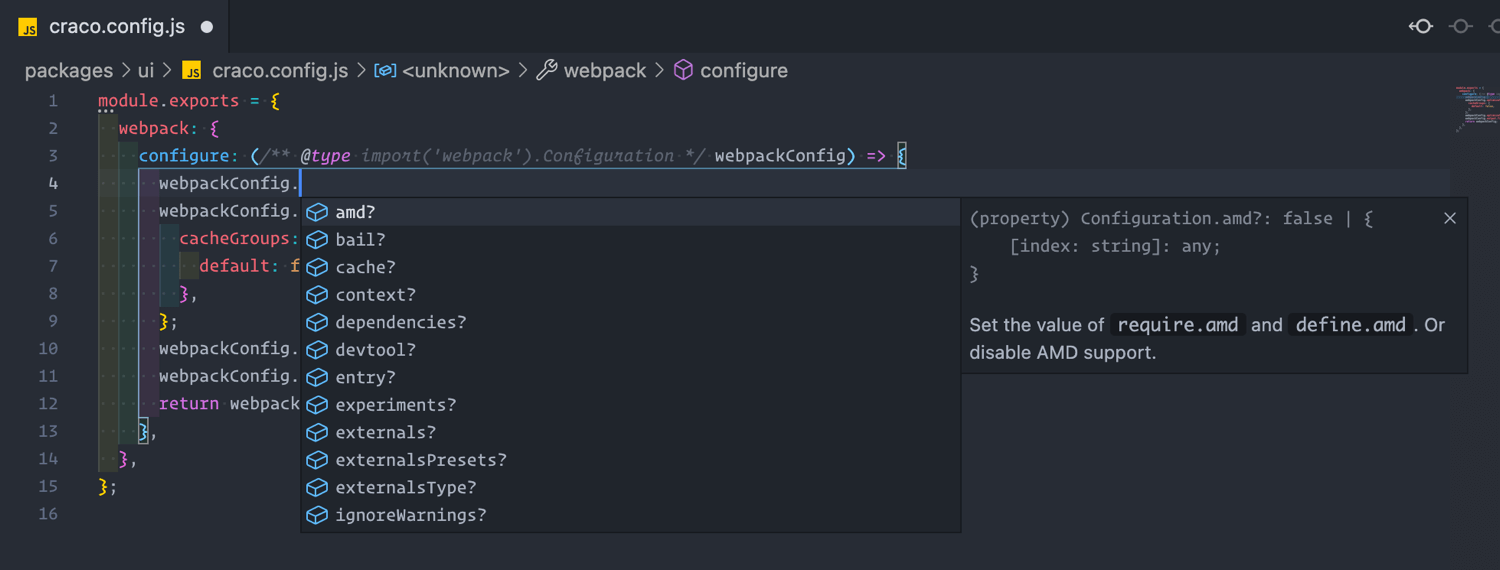 JS craco.config.js
packages > ui > JS craco.config.js > <unknown> > webpack > configure
1 module.exports = {
2 webpack: {
3 configure: (/** @type import('webpack').Configuration */ webpackConfig) => {
4 webpackConfig.
5 webpackConfig.
6 cacheGroups:
7 default: f
8 },
9 };
10 webpackConfig.
11 webpackConfig.
12 return webpack
13 },
14 },
15 };
16
amd?
bail?
cache?
context?
dependencies?
devtool?
entry?
experiments?
externals?
externalsPresets?
externalsType?
ignoreWarnings?
(property) Configuration.amd?: false | {
[index: string]: any;
}
Set the value of require.amd and define.amd. Or
disable AMD support.